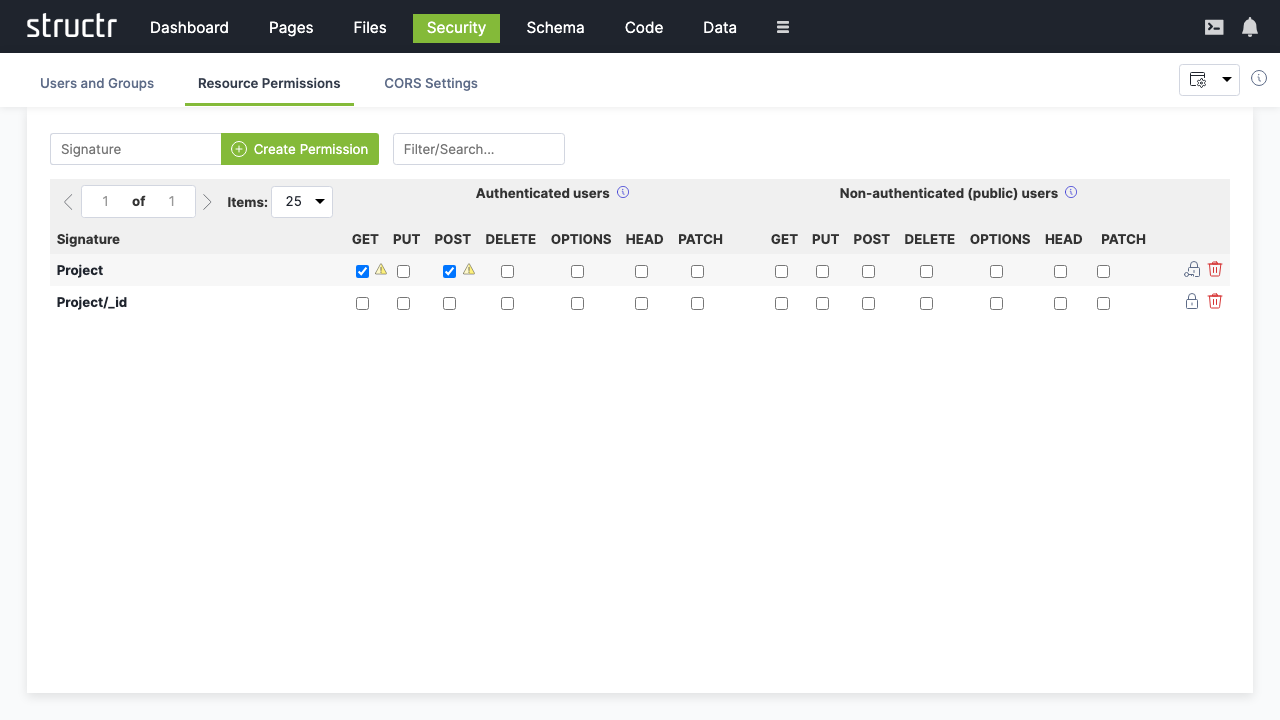 structr Dashboard Pages Files Security Schema Code Data
Users and Groups Resource Permissions CORS Settings
Signature Create Permission Filter/Search...
1 of 1 Items: 25 Authenticated users Non-authenticated (public) users
Signature GET PUT POST DELETE OPTIONS HEAD PATCH GET PUT POST DELETE OPTIONS HEAD PATCH
Project
Project/_id